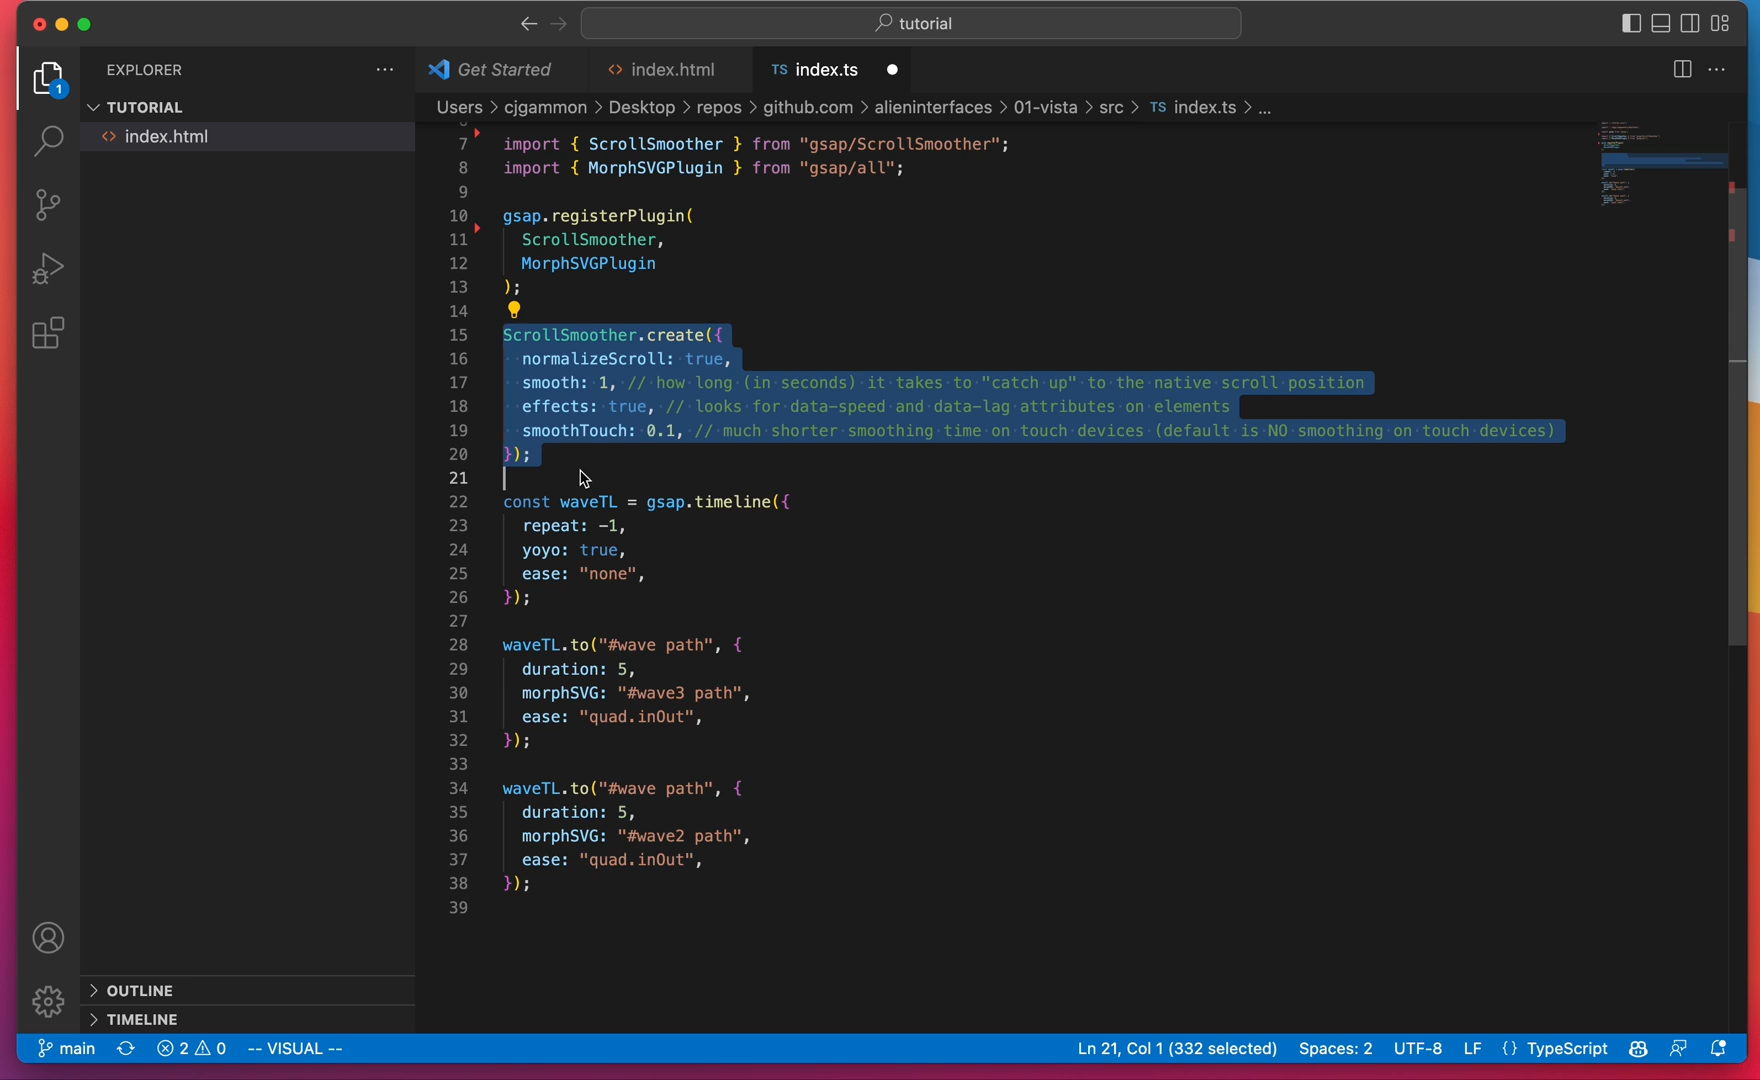 tutorial
EXPLORER
Get Started
index.html
TS index.ts
TUTORIAL
Users > cjgammon > Desktop > repos > github.com > alieninterfaces > 01-vista > src > TS index.ts > ...
index.html
1
7 import { ScrollSmoother } from "gsap/ScrollSmoother";
8 import { MorphSVGPlugin } from "gsap/all";
9
10 gsap.registerPlugin(
11 ScrollSmoother,
12 MorphSVGPlugin
13 );
14
15 ScrollSmoother.create({
16 normalizeScroll: true,
17 smooth: 1, // how long (in seconds) it takes to "catch up" to the native scroll position
18 effects: true, // looks for data-speed and data-lag attributes on elements
19 smoothTouch: 0.1, // much shorter smoothing time on touch devices (default is NO smoothing on touch devices)
20 });
21
22 const waveTL = gsap.timeline({
23 repeat: -1,
24 yoyo: true,
25 ease: "none",
26 });
27
28 waveTL.to("#wave path", {
29 duration: 5,
30 morphSVG: "#wave3 path",
31 ease: "quad.inOut",
32 });
33
34 waveTL.to("#wave path", {
35 duration: 5,
36 morphSVG: "#wave2 path",
37 ease: "quad.inOut",
38 });
39
OUTLINE
TIMELINE
main 2 0 -- VISUAL -- Ln 21, Col 1 (332 selected) Spaces: 2 UTF-8 LF {} TypeScript